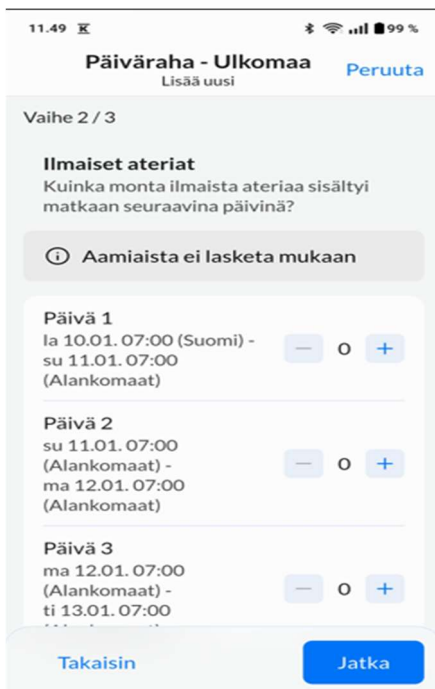 11.49 K 99 %
Päiväraha - Ulkomaa
Peruuta
Lisää uusi
Vaihe 2 / 3
Ilmaiset ateriat
Kuinka monta ilmaista ateriaa sisältyi
matkaan seuraavina päivinä?
Aamiaista ei lasketa mukaan
Päivä 1
la 10.01. 07:00 (Suomi) -
su 11.01. 07:00
(Alankomaat)
0
Päivä 2
su 11.01. 07:00
(Alankomaat) -
ma 12.01. 07:00
(Alankomaat)
0
Päivä 3
ma 12.01. 07:00
(Alankomaat) -
ti 13.01. 07:00
0
Takaisin
Jatka